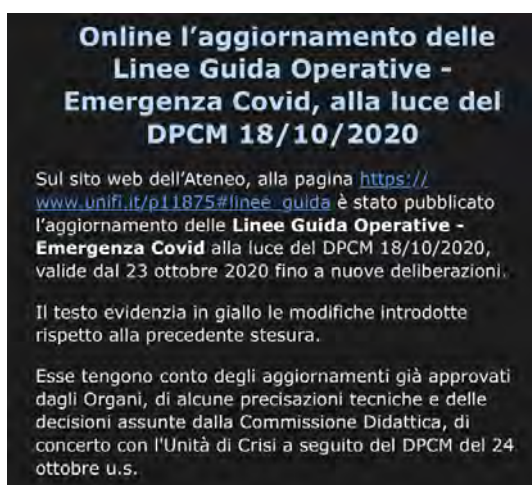 Online l'aggiornamento delle
Linee Guida Operative -
Emergenza Covid, alla luce del
DPCM 18/10/2020
Sul sito web dell'Ateneo, alla pagina https://
www.unifi.it/p11875#linee_guida è stato pubblicato
l'aggiornamento delle Linee Guida Operative -
Emergenza Covid alla luce del DPCM 18/10/2020,
valide dal 23 ottobre 2020 fino a nuove deliberazioni.
Il testo evidenzia in giallo le modifiche introdotte
rispetto alla precedente stesura.
Esse tengono conto degli aggiornamenti già approvati
dagli Organi, di alcune precisazioni tecniche e delle
decisioni assunte dalla Commissione Didattica, di
concerto con l'Unità di Crisi a seguito del DPCM del 24
ottobre u.s.